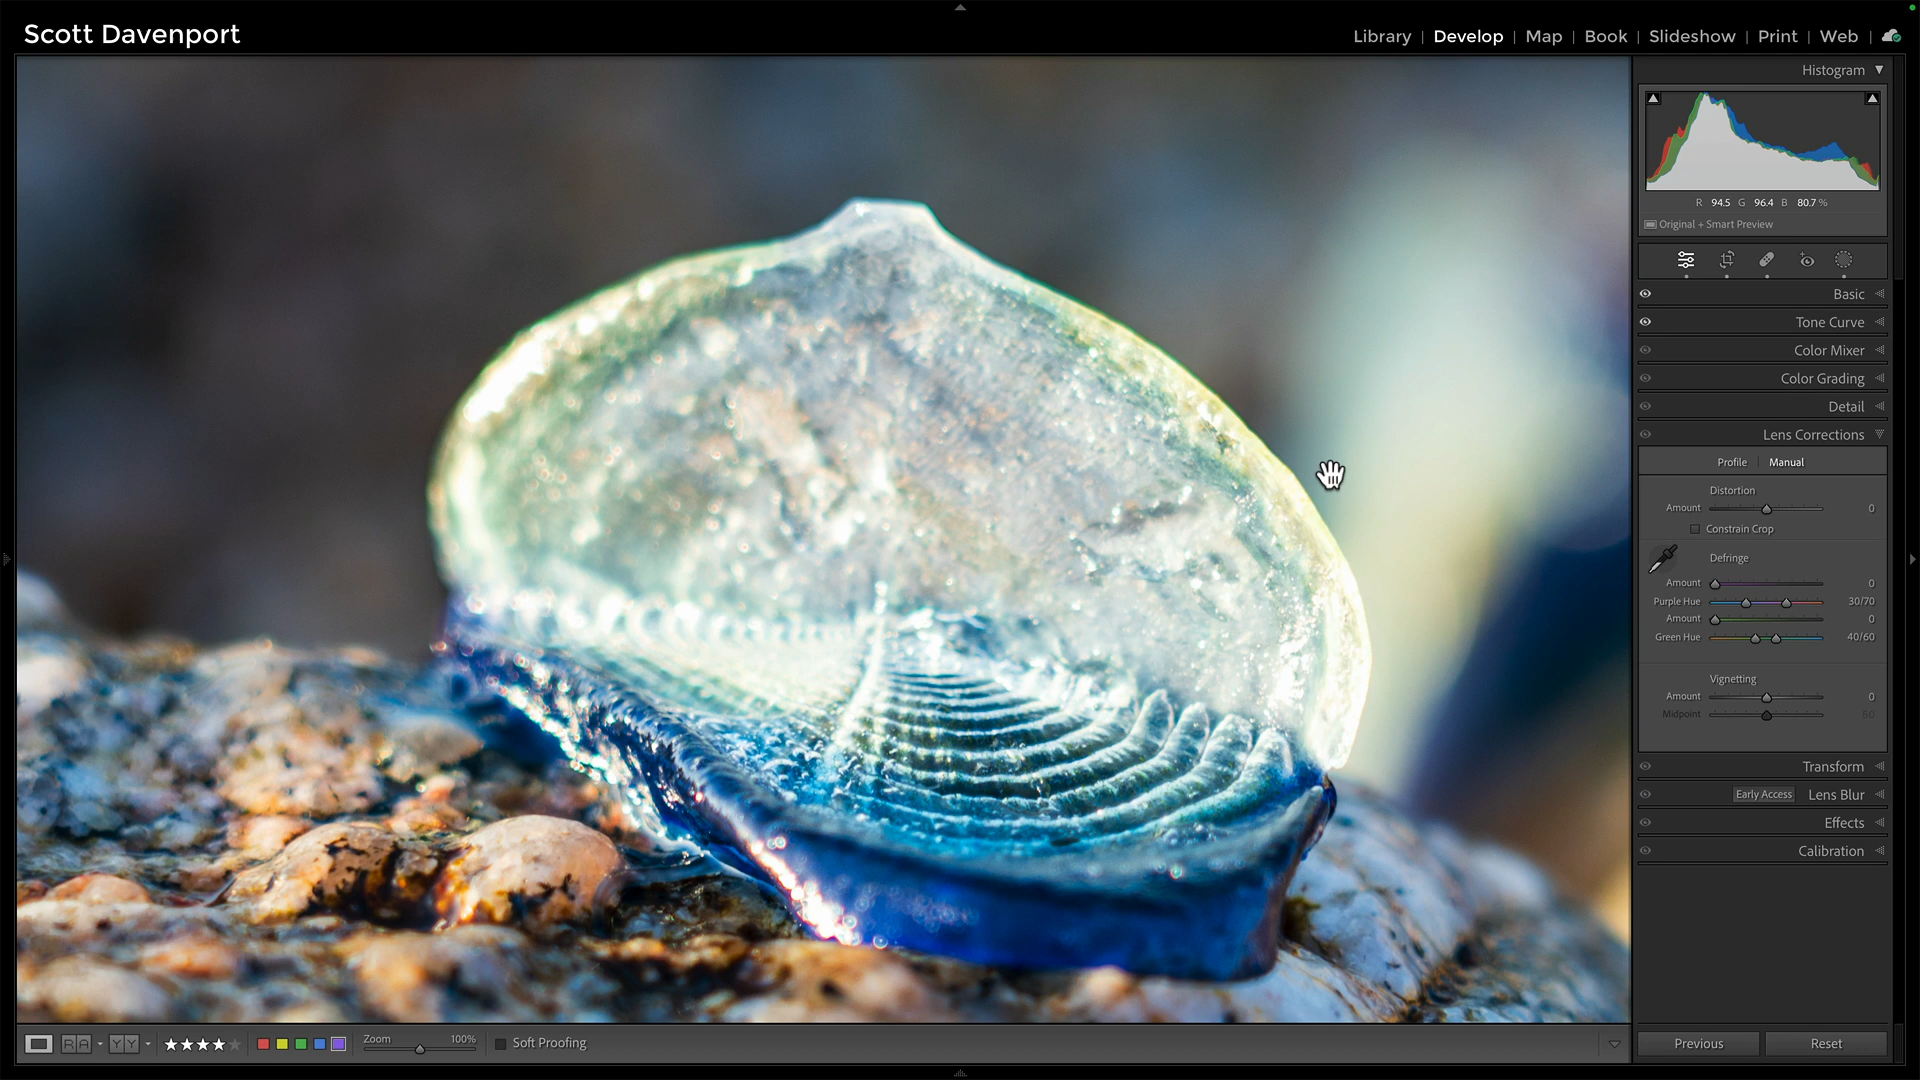 Scott Davenport
Library | Develop | Map | Book | Slideshow | Print | Web |
Histogram
R 94.5 G 96.4 B 80.7 %
Original + Smart Preview
Basic
Tone Curve
Color Mixer
Color Grading
Detail
Lens Corrections
Profile | Manual
Distortion
Amount 0
Constrain Crop
Defringe
Amount 0
Purple Hue 30/70
Amount 0
Green Hue 40/60
Vignetting
Amount 0
Midpoint 50
Transform
Early Access Lens Blur
Effects
Calibration
R A Y Y Zoom 100% Soft Proofing
Previous Reset